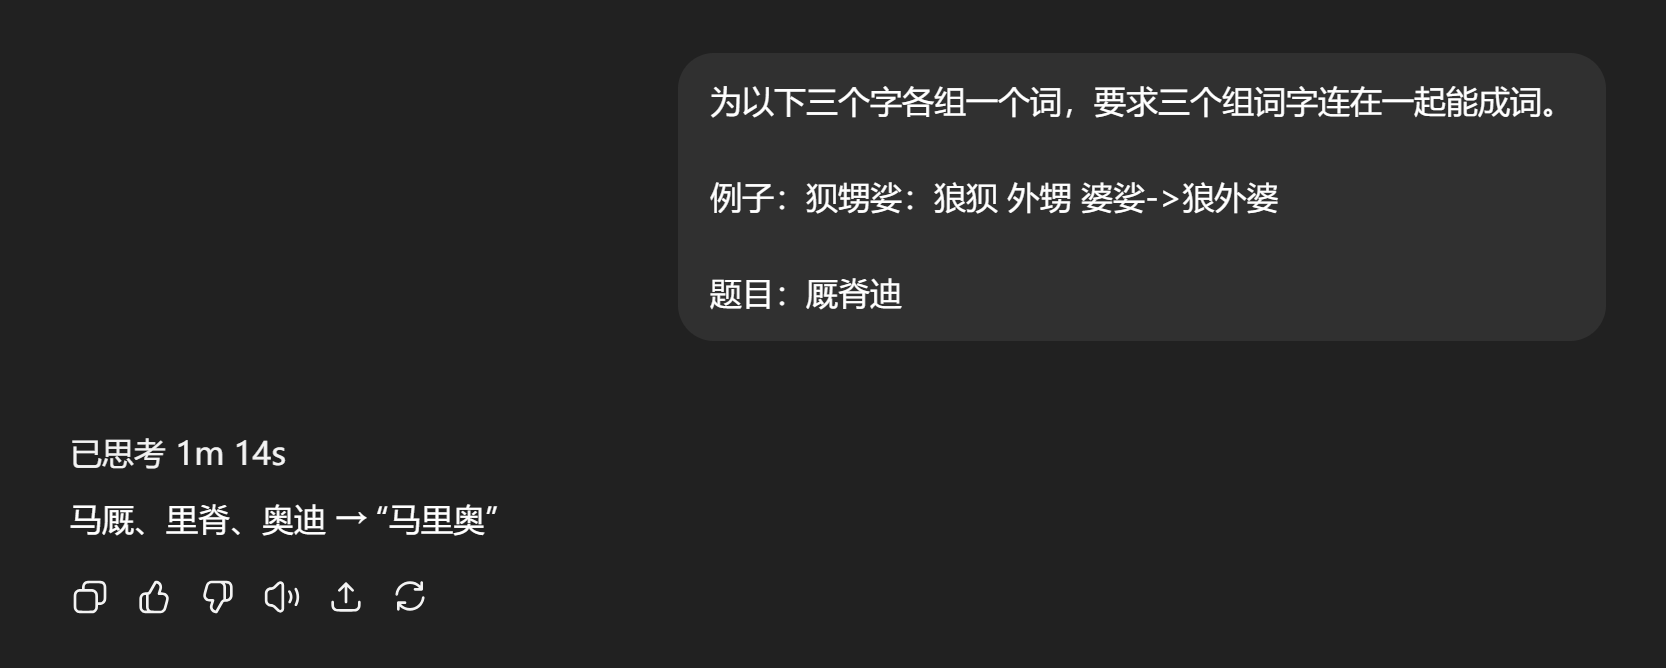 为以下三个字各组一个词，要求三个组词字连在一起能成词。
例子：狈甥娑：狼狈 外甥 婆娑->狼外婆
题目：厩脊迪
已思考 1m 14s
马厩、里脊、奥迪 → “马里奥”